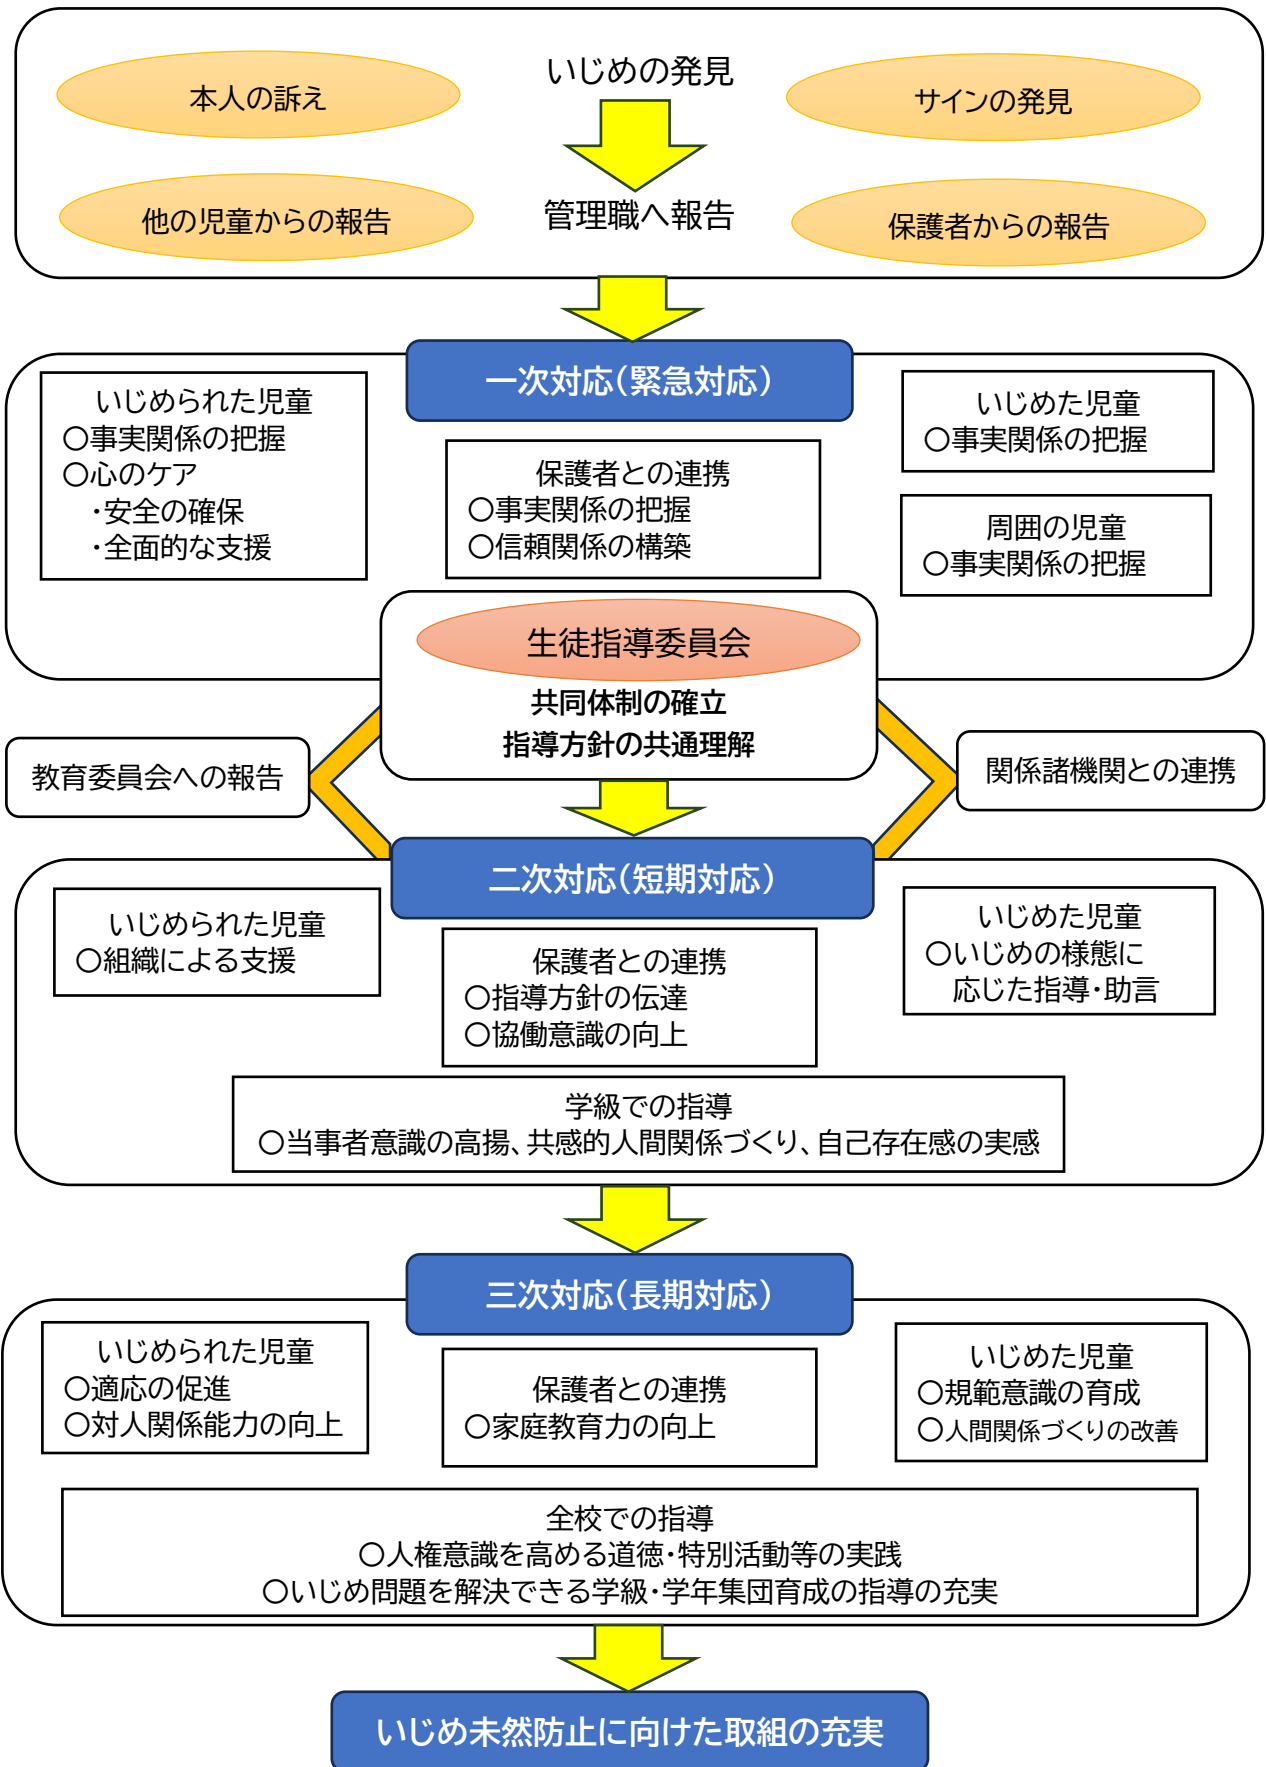 いじめの発見
本人の訴え
サインの発見
他の児童からの報告
管理職へ報告
保護者からの報告
一次対応(緊急対応)
いじめられた児童
〇事実関係の把握
〇心のケア
・安全の確保
・全面的な支援
保護者との連携
〇事実関係の把握
〇信頼関係の構築
いじめた児童
〇事実関係の把握
周囲の児童
〇事実関係の把握
生徒指導委員会
共同体制の確立
指導方針の共通理解
教育委員会への報告
関係諸機関との連携
二次対応(短期対応)
いじめられた児童
〇組織による支援
保護者との連携
〇指導方針の伝達
〇協働意識の向上
いじめた児童
〇いじめの様態に
応じた指導・助言
学級での指導
〇当事者意識の高揚、共感的人間関係づくり、自己存在感の実感
三次対応(長期対応)
いじめられた児童
〇適応の促進
〇対人関係能力の向上
保護者との連携
〇家庭教育力の向上
いじめた児童
〇規範意識の育成
〇人間関係づくりの改善
全校での指導
〇人権意識を高める道徳・特別活動等の実践
〇いじめ問題を解決できる学級・学年集団育成の指導の充実
いじめ未然防止に向けた取組の充実